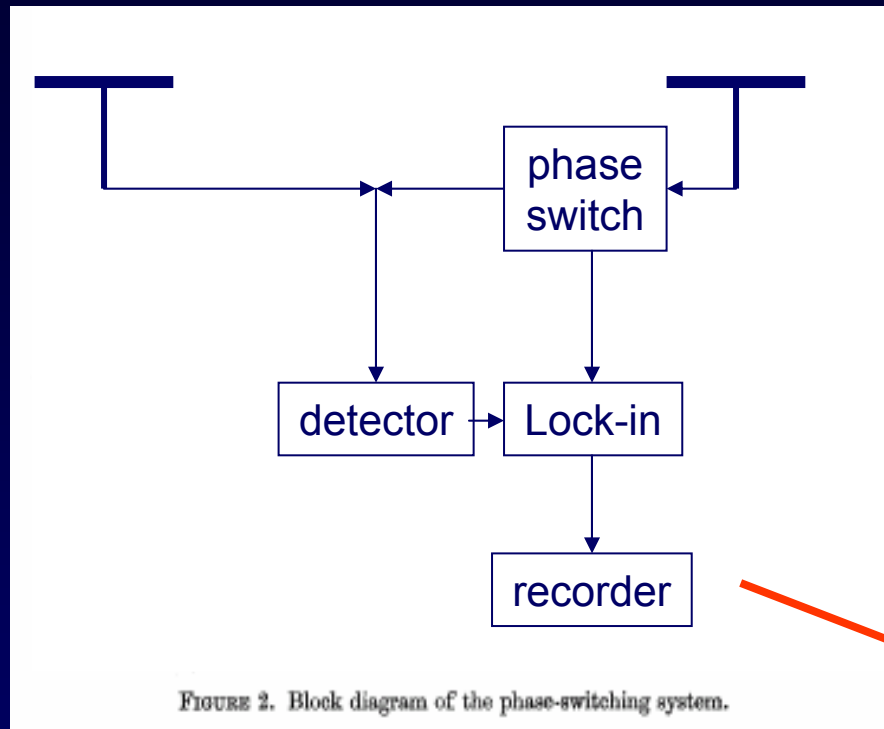 phase
switch
detector
Lock-in
recorder
FIGURE 2. Block diagram of the phase-switching system.